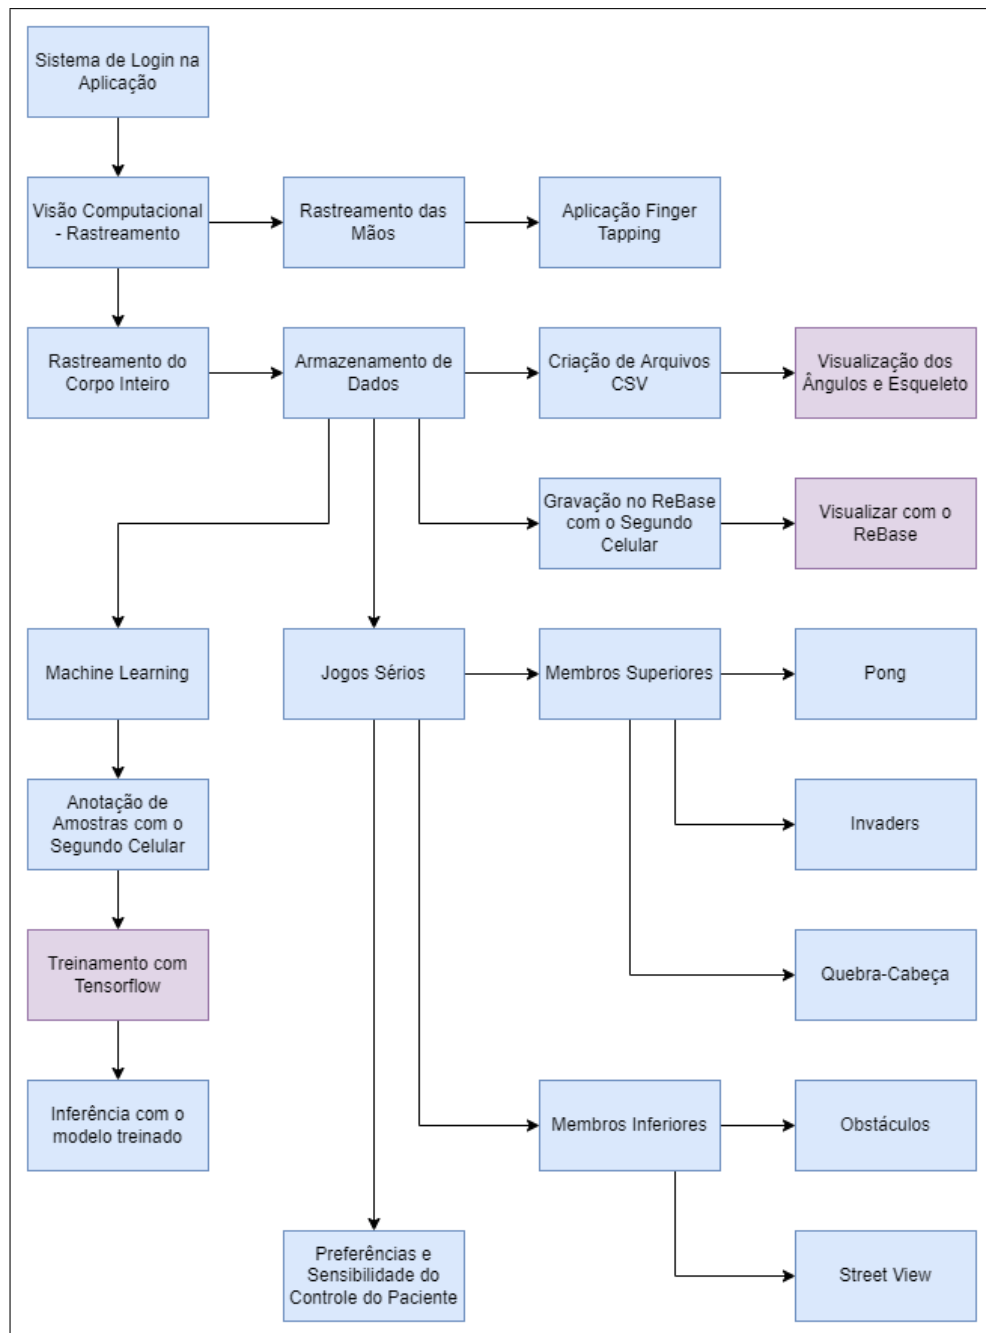 Sistema de Login na
Aplicação
Visão Computacional
- Rastreamento
Rastreamento das
Mãos
Aplicação Finger
Tapping
Rastreamento do
Corpo Inteiro
Armazenamento de
Dados
Criação de Arquivos
CSV
Visualização dos
Ângulos e Esqueleto
Gravação no ReBase
com o Segundo
Celular
Visualizar com o
ReBase
Machine Learning
Jogos Sérios
Membros Superiores
Pong
Anotação de
Amostras com o
Segundo Celular
Invaders
Treinamento com
Tensorflow
Quebra-Cabeça
Inferência com o
modelo treinado
Membros Inferiores
Obstáculos
Preferências e
Sensibilidade do
Controle do Paciente
Street View